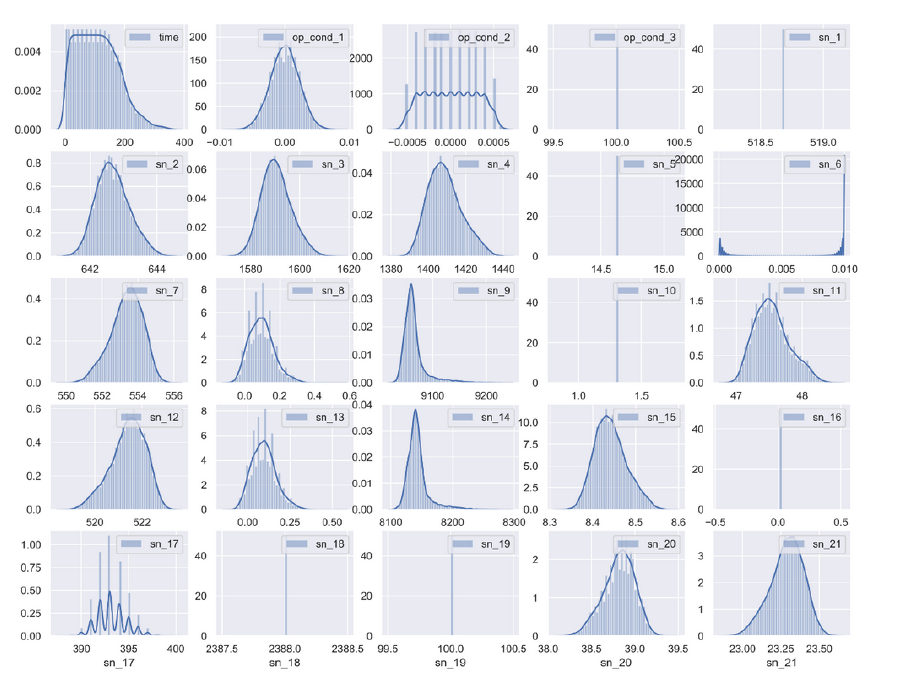 time
0.004
0.002
0.000
0 200 400
op_cond_1
200
150
100
50
0
−0.01 0.00 0.01
op_cond_2
2000
1000
0
−0.0005 0.0000 0.0005
op_cond_3
40
20
0
99.5 100.0 100.5
sn_1
40
20
0
518.5 519.0
sn_2
0.8
0.6
0.4
0.2
0.0
642 644
sn_3
0.06
0.04
0.02
0.00
1580 1600 1620
sn_4
0.04
0.02
0.00
1380 1400 1420 1440
sn_5
40
20
0
14.5 15.0
sn_6
20000
15000
10000
5000
0
0.000 0.005 0.010
sn_7
0.4
0.2
0.0
550 552 554 556
sn_8
8
6
4
2
0
0.0 0.2 0.4 0.6
sn_9
0.03
0.02
0.01
0.00
9100 9200
sn_10
40
20
0
1.0 1.5
sn_11
1.5
1.0
0.5
0.0
47 48
sn_12
0.6
0.4
0.2
0.0
520 522
sn_13
8
6
4
2
0
0.00 0.25 0.50
sn_14
0.04
0.03
0.02
0.01
0.00
8100 8200 8300
sn_15
10.0
7.5
5.0
2.5
0.0
8.3 8.4 8.5 8.6
sn_16
40
20
0
−0.5 0.0 0.5
sn_17
1.00
0.75
0.50
0.25
0.00
390 395 400
sn_17
sn_18
40
20
0
2387.5 2388.0 2388.5
sn_18
sn_19
40
20
0
99.5 100.0 100.5
sn_19
sn_20
2
1
0
38.0 38.5 39.0 39.5
sn_20
sn_21
3
2
1
0
23.00 23.25 23.50
sn_21